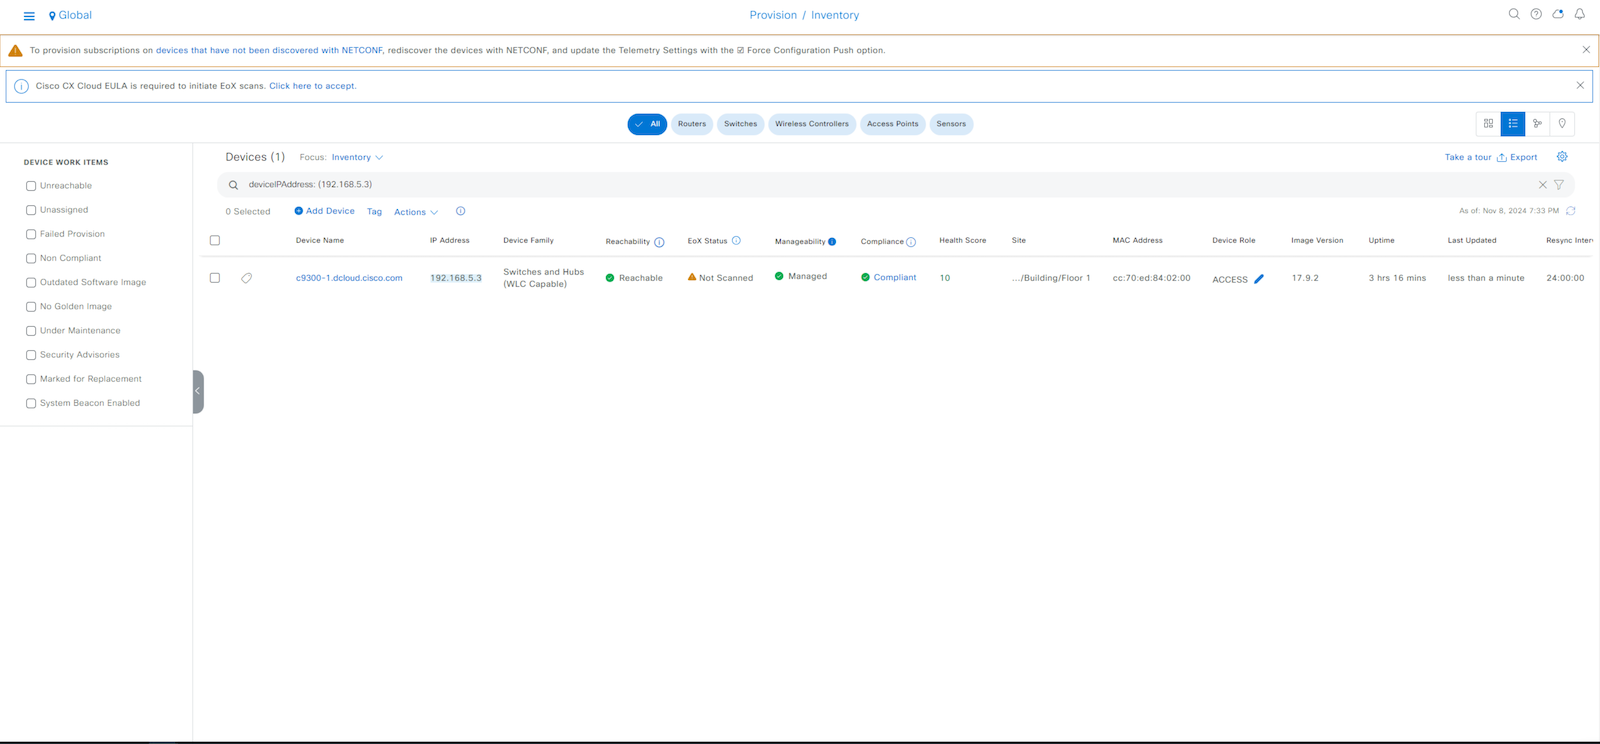 Global
Provision / Inventory
To provision subscriptions on devices that have not been discovered with NETCONF, rediscover the devices with NETCONF, and update the Telemetry Settings with the ☑ Force Configuration Push option.
Cisco CX Cloud EULA is required to initiate EoX scans. Click here to accept.
All Routers Switches Wireless Controllers Access Points Sensors
DEVICE WORK ITEMS
Unreachable
Unassigned
Failed Provision
Non Compliant
Outdated Software Image
No Golden Image
Under Maintenance
Security Advisories
Marked for Replacement
System Beacon Enabled
Devices (1) Focus: Inventory Take a tour Export
deviceIPAddress: (192.168.5.3)
0 Selected Add Device Tag Actions As of: Nov 8, 2024 7:33 PM
Device Name IP Address Device Family Reachability EoX Status Manageability Compliance Health Score Site MAC Address Device Role Image Version Uptime Last Updated Resync Inter
c9300-1.dcloud.cisco.com 192.168.5.3 Switches and Hubs (WLC Capable) Reachable Not Scanned Managed Compliant 10 .../Building/Floor 1 cc:70:ed:84:02:00 ACCESS 17.9.2 3 hrs 16 mins less than a minute 24:00:00